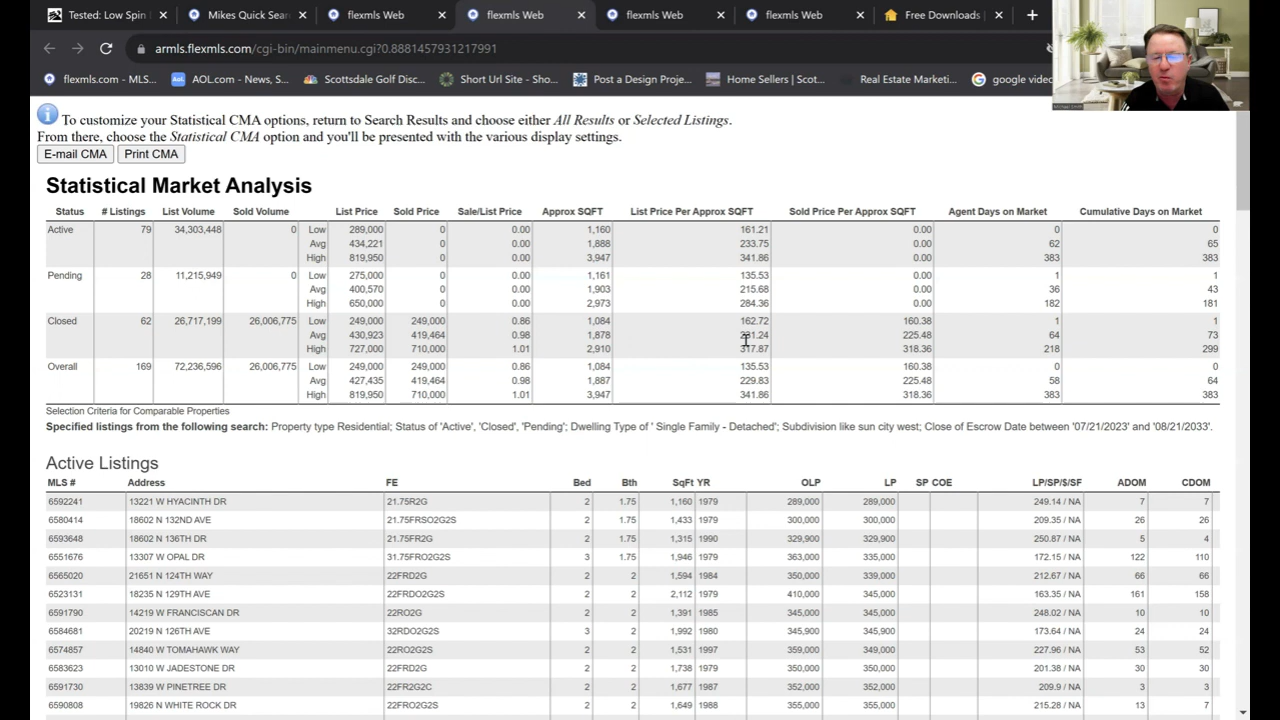 Tested: Low Spin
Mikes Quick Sear
flexmls Web
flexmls Web
flexmls Web
flexmls Web
Free Downloads
armls.flexmls.com/cgi-bin/mainmenu.cgi?0.8881457931217991
flexmls.com - MLS... AOL.com - News, S... Scottsdale Golf Disc... Short Url Site - Sho... Post a Design Proje... Home Sellers | Scot... Real Estate Marketi... google video
To customize your Statistical CMA options, return to Search Results and choose either All Results or Selected Listings.
From there, choose the Statistical CMA option and you'll be presented with the various display settings.
E-mail CMA Print CMA
Statistical Market Analysis
Status # Listings List Volume Sold Volume List Price Sold Price Sale/List Price Approx SQFT List Price Per Approx SQFT Sold Price Per Approx SQFT Agent Days on Market Cumulative Days on Market
Active 79 34,303,448 0 Low 289,000 0 0.00 1,160 161.21 0.00 0 0
Avg 434,221 0 0.00 1,888 233.75 0.00 62 65
High 819,950 0 0.00 3,947 341.86 0.00 383 383
Pending 28 11,215,949 0 Low 275,000 0 0.00 1,161 135.53 0.00 1 1
Avg 400,570 0 0.00 1,903 215.68 0.00 36 43
High 650,000 0 0.00 2,973 284.36 0.00 182 181
Closed 62 26,717,199 26,006,775 Low 249,000 249,000 0.86 1,084 162.72 160.38 1 1
Avg 430,923 419,464 0.98 1,878 231.24 225.48 64 73
High 727,000 710,000 1.01 2,910 317.87 318.36 218 299
Overall 169 72,236,596 26,006,775 Low 249,000 249,000 0.86 1,084 135.53 160.38 0 0
Avg 427,435 419,464 0.98 1,887 229.83 225.48 58 64
High 819,950 710,000 1.01 3,947 341.86 318.36 383 383
Selection Criteria for Comparable Properties
Specified listings from the following search: Property type Residential; Status of 'Active', 'Closed', 'Pending'; Dwelling Type of ' Single Family - Detached'; Subdivision like sun city west; Close of Escrow Date between '07/21/2023' and '08/21/2033'.
Active Listings
MLS # Address FE Bed Bth SqFt YR OLP LP SP COE LP/SP/$/SF ADOM CDOM
6592241 13221 W HYACINTH DR 21.75R2G 2 1.75 1,160 1979 289,000 289,000 249.14 / NA 7 7
6580414 18602 N 132ND AVE 21.75FRSO2G2S 2 1.75 1,433 1979 300,000 300,000 209.35 / NA 26 26
6593648 18602 N 136TH DR 21.75FR2G 2 1.75 1,315 1990 329,900 329,900 250.87 / NA 5 4
6551676 13307 W OPAL DR 31.75FRO2G2S 3 1.75 1,946 1979 363,000 335,000 172.15 / NA 122 110
6565020 21651 N 124TH WAY 22FRD2G 2 2 1,594 1984 350,000 339,000 212.67 / NA 66 66
6523131 18235 N 129TH AVE 22FRDO2G2S 2 2 2,112 1979 410,000 345,000 163.35 / NA 161 158
6591790 14219 W FRANCISCAN DR 22RO2G 2 2 1,391 1985 345,000 345,000 248.02 / NA 10 10
6584681 20219 N 126TH AVE 32RDO2G2S 3 2 1,992 1980 345,900 345,900 173.64 / NA 24 24
6574857 14840 W TOMAHAWK WAY 22RO2G2S 2 2 1,531 1997 359,000 349,000 227.96 / NA 53 52
6583623 13010 W JADESTONE DR 22FRD2G 2 2 1,738 1979 350,000 350,000 201.38 / NA 30 30
6591730 13839 W PINETREE DR 22FR2G2C 2 2 1,677 1987 352,000 352,000 209.9 / NA 3 3
6590808 19826 N WHITE ROCK DR 22FRO2G2S 2 2 1,649 1988 355,000 355,000 215.28 / NA 13 7